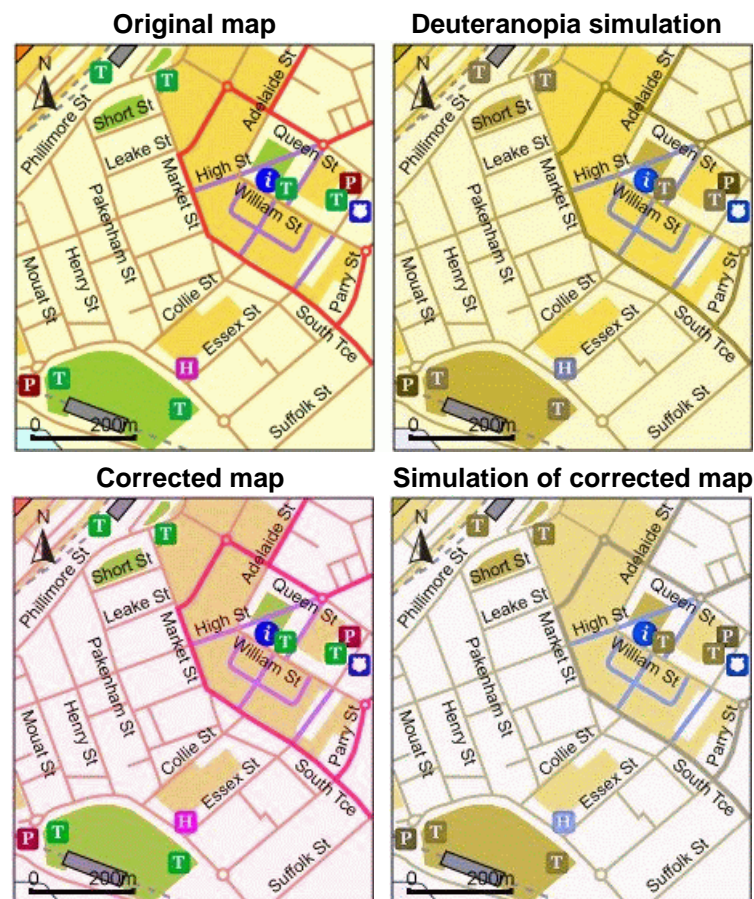 Original map
Deuteranopia simulation
N
T
T
Adelaide St
Phillimore St
Short St
Leake St
Queen St
High St
i
T
P
T
Market St
William St
Pakenham St
Henry St
Mouat St
Collie St
Essex St
Parry St
South Tce
H
P
T
T
Suffolk St
0 200m
N
T
T
Adelaide St
Phillimore St
Short St
Leake St
Queen St
High St
i
T
P
T
Market St
William St
Pakenham St
Henry St
Mouat St
Collie St
Essex St
Parry St
South Tce
H
P
T
T
Suffolk St
0 200m
Corrected map
Simulation of corrected map
N
T
T
Adelaide St
Phillimore St
Short St
Leake St
Queen St
High St
i
T
P
T
Market St
William St
Pakenham St
Henry St
Mouat St
Collie St
Essex St
Parry St
South Tce
H
P
T
T
Suffolk St
0 200m
N
T
T
Adelaide St
Phillimore St
Short St
Leake St
Queen St
High St
i
T
P
T
Market St
William St
Pakenham St
Henry St
Mouat St
Collie St
Essex St
Parry St
South Tce
H
P
T
T
Suffolk St
0 200m